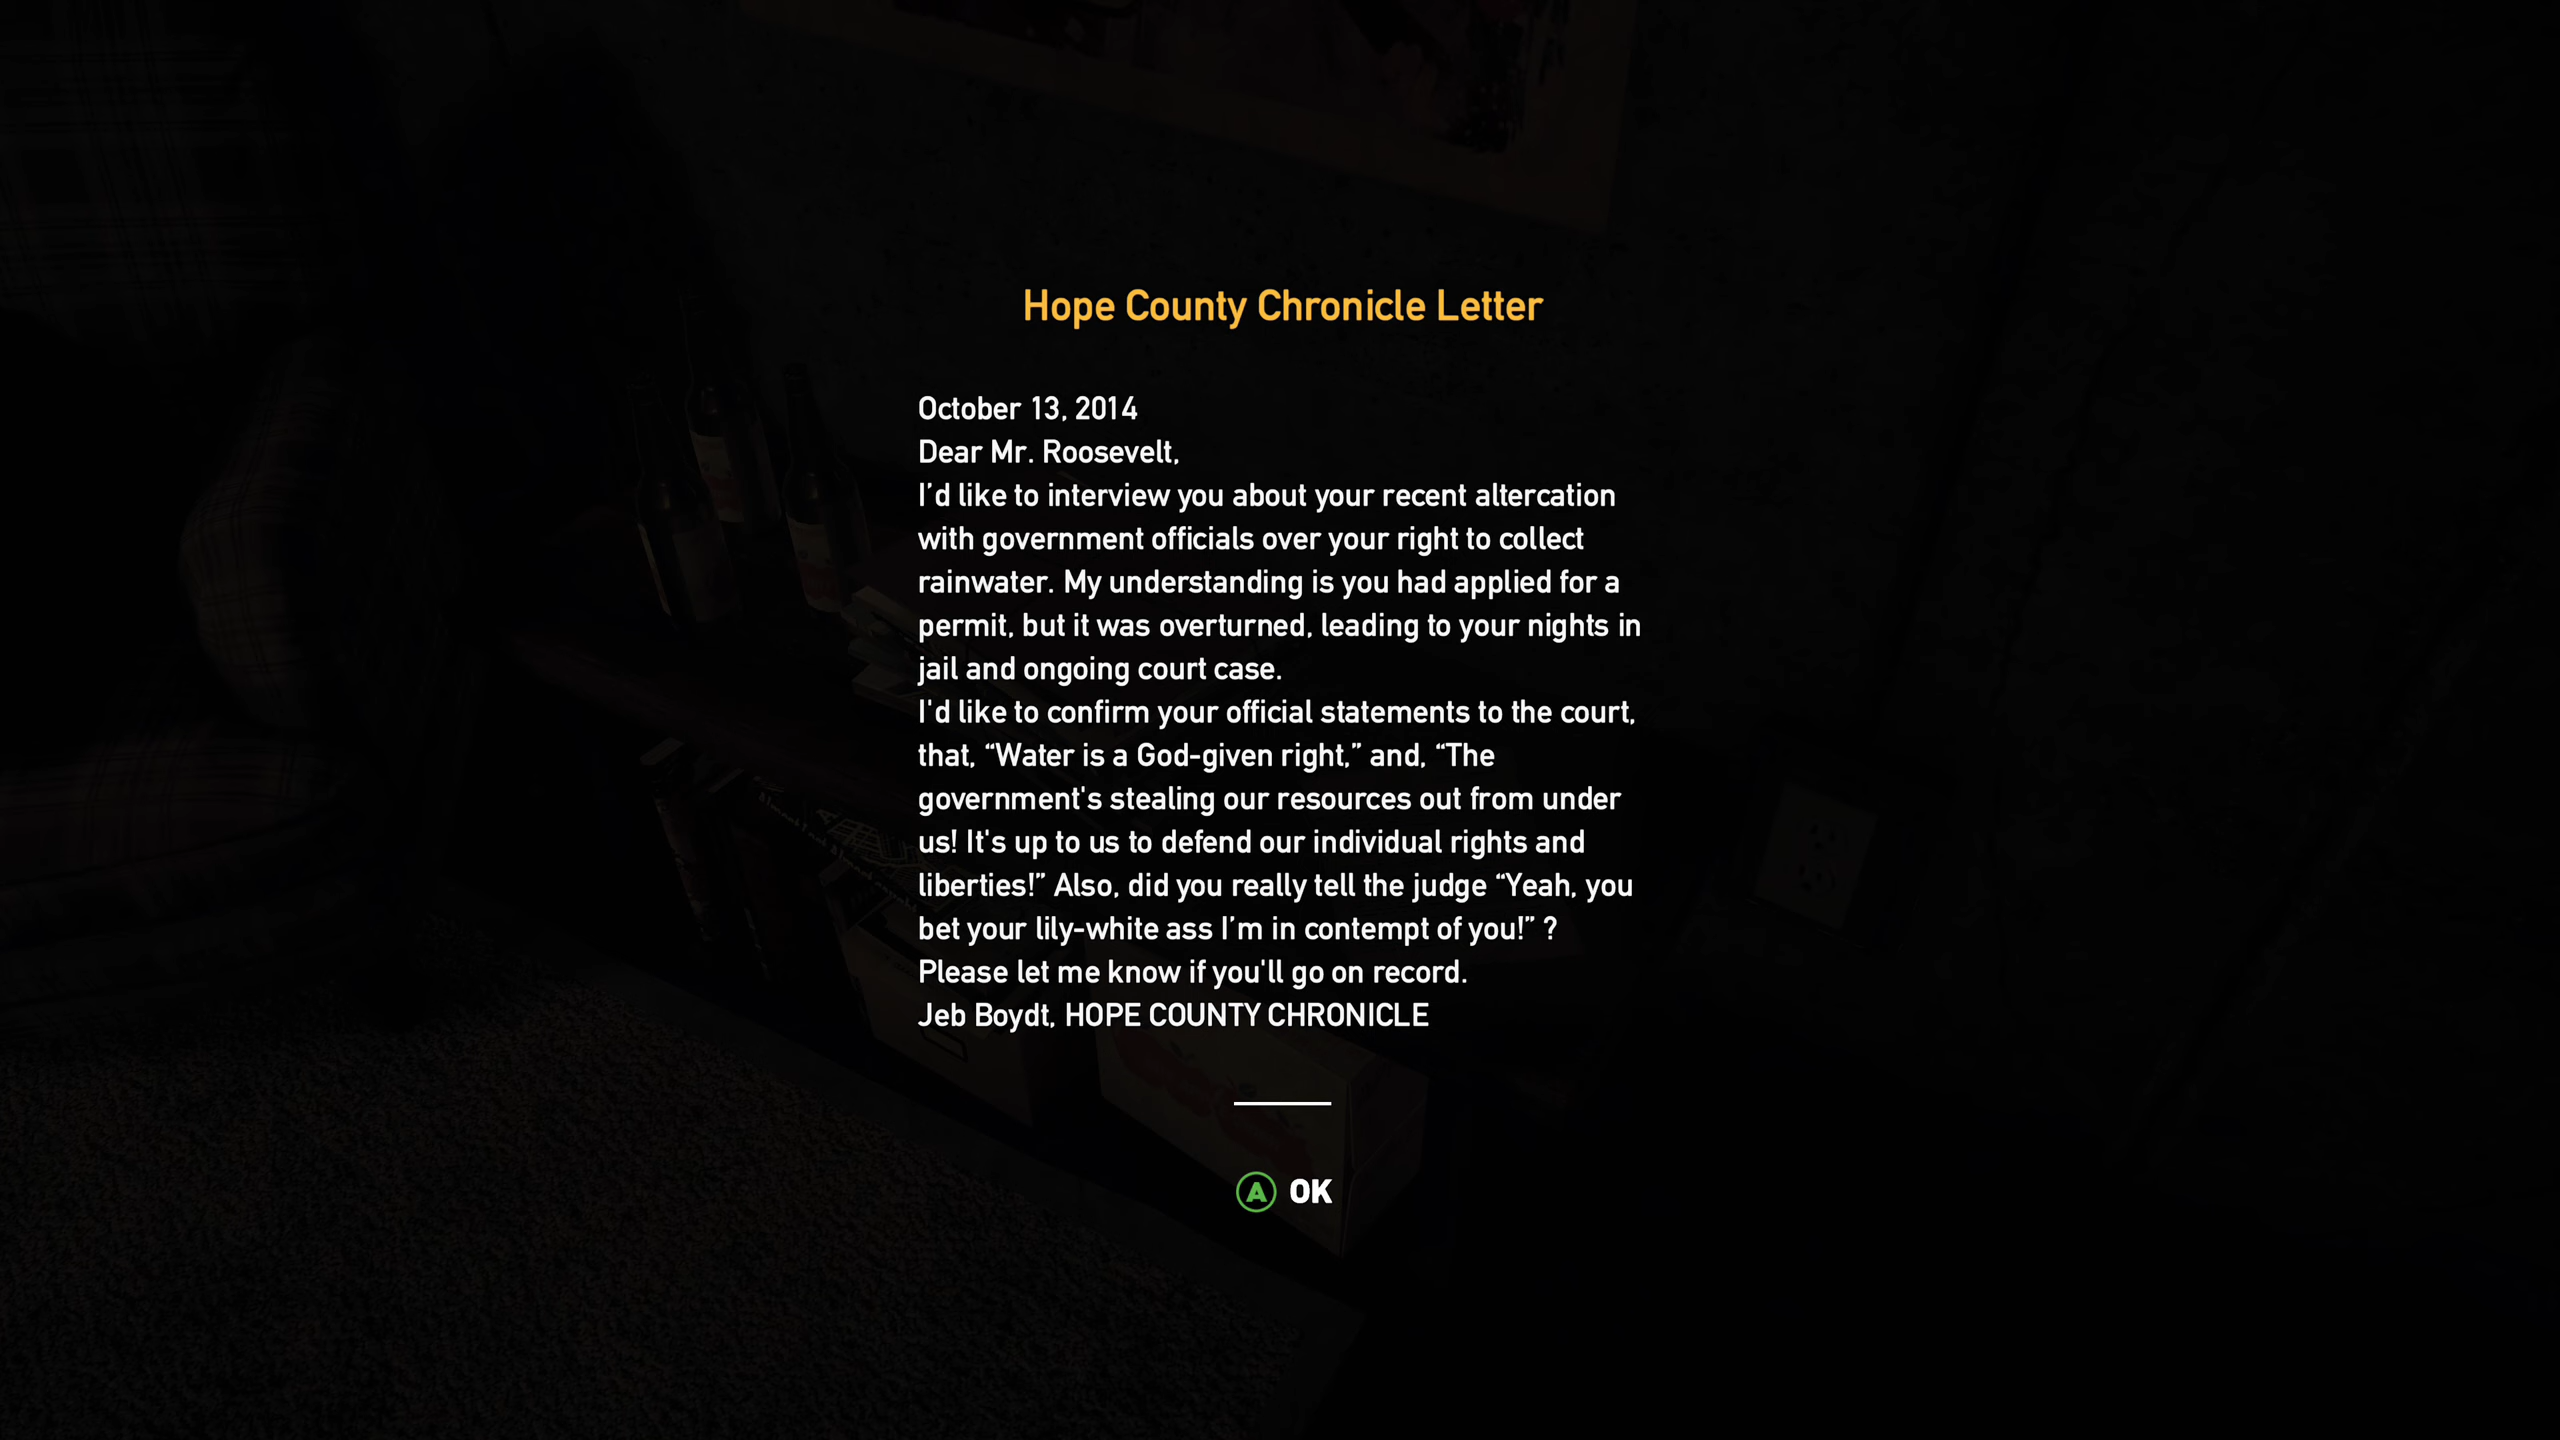 Hope County Chronicle Letter
October 13, 2014
Dear Mr. Roosevelt,
I’d like to interview you about your recent altercation
with government officials over your right to collect
rainwater. My understanding is you had applied for a
permit, but it was overturned, leading to your nights in
jail and ongoing court case.
I'd like to confirm your official statements to the court,
that, “Water is a God-given right,” and, “The
government's stealing our resources out from under
us! It's up to us to defend our individual rights and
liberties!” Also, did you really tell the judge “Yeah, you
bet your lily-white ass I’m in contempt of you!” ?
Please let me know if you'll go on record.
Jeb Boydt, HOPE COUNTY CHRONICLE
A OK